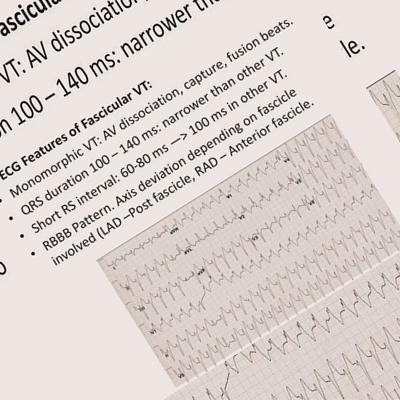 VT: AV dissociation,
100 – 140 ms: narrower
e
le.
ECG Features of Fascicular VT:
• Monomorphic VT: AV dissociation, capture, fusion beats.
• QRS duration 100 – 140 ms: narrower than other VT.
• Short RS interval: 60-80 ms —> 100 ms in other VT.
• RBBB Pattern. Axis deviation depending on fascicle
involved (LAD –Post fascicle, RAD – Anterior fascicle.